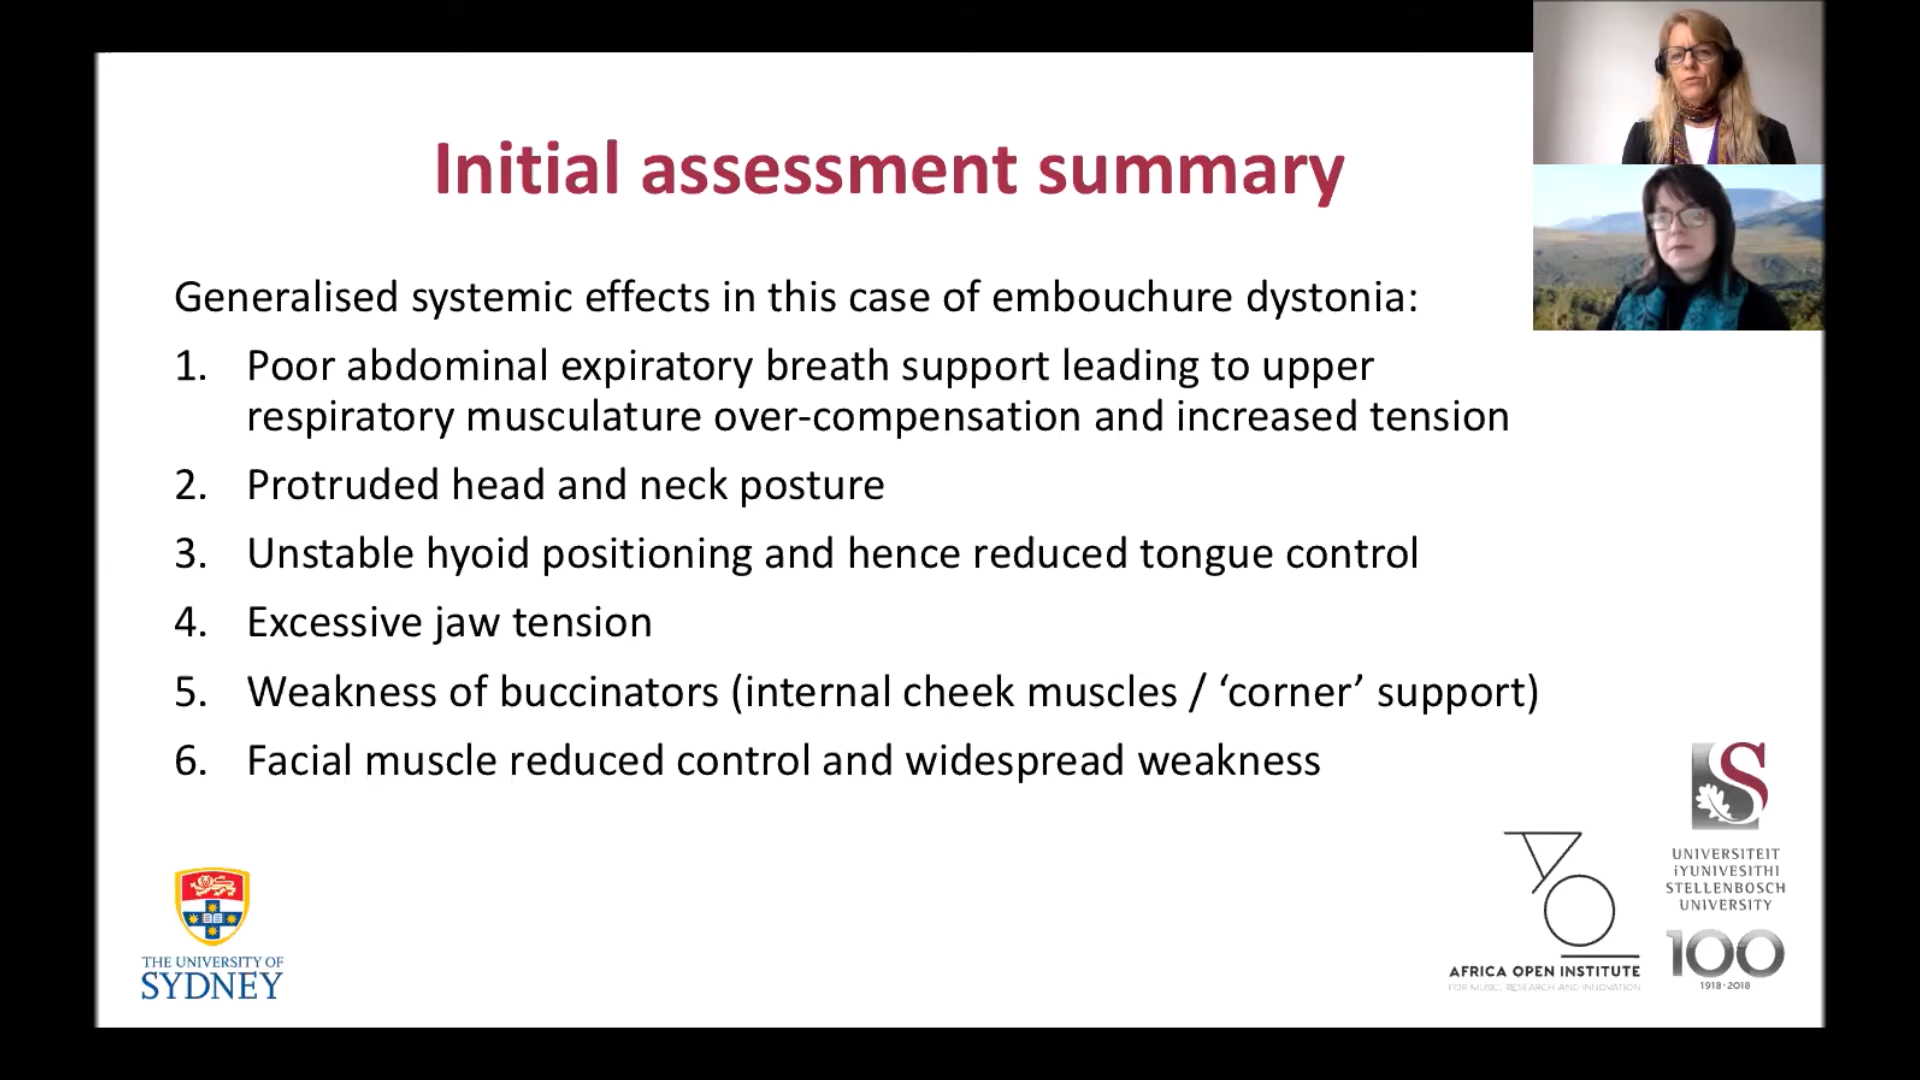 Initial assessment summary
Generalised systemic effects in this case of embouchure dystonia:
1. Poor abdominal expiratory breath support leading to upper
respiratory musculature over-compensation and increased tension
2. Protruded head and neck posture
3. Unstable hyoid positioning and hence reduced tongue control
4. Excessive jaw tension
5. Weakness of buccinators (internal cheek muscles / ‘corner’ support)
6. Facial muscle reduced control and widespread weakness
THE UNIVERSITY OF
SYDNEY
AFRICA OPEN INSTITUTE
FOR MUSIC, RESEARCH AND INNOVATION
S
UNIVERSITEIT
iYUNIVESITHI
STELLENBOSCH
UNIVERSITY
100
1918·2018